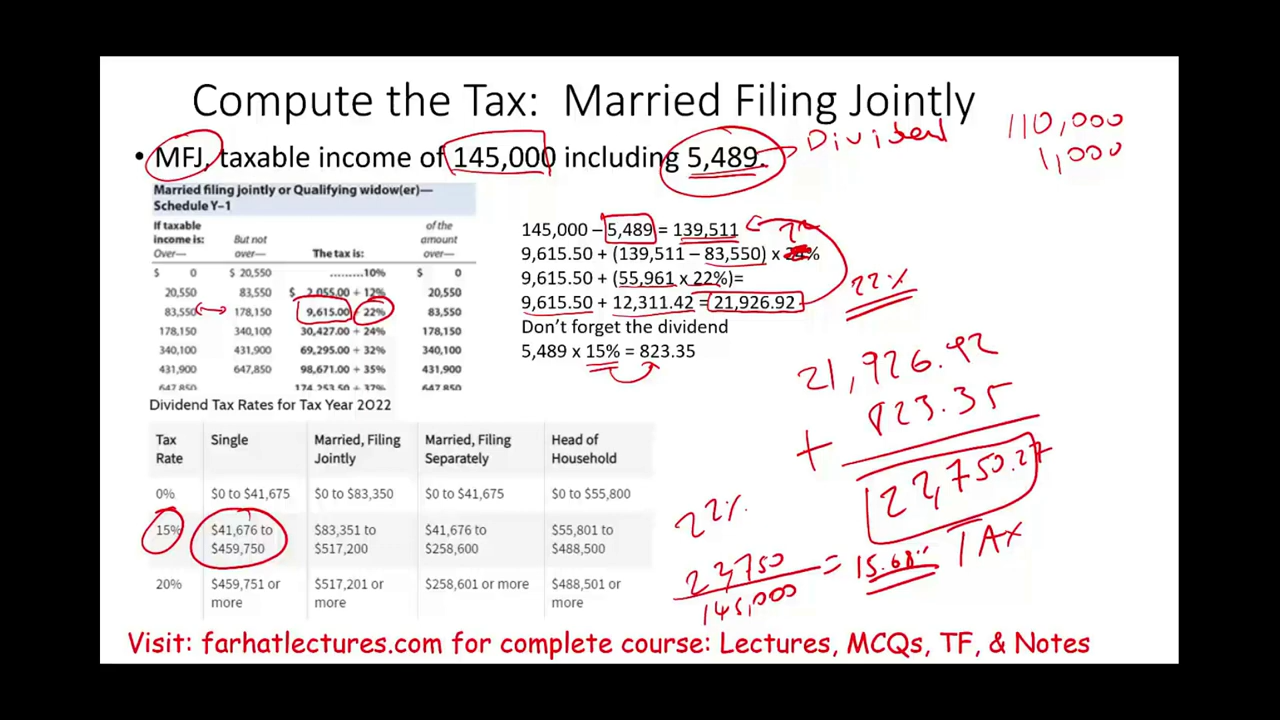 Compute the Tax: Married Filing Jointly
110,000
1,000
• MFJ, taxable income of 145,000 including 5,489.
Dividend
Married filing jointly or Qualifying widow(er)—
Schedule Y–1
If taxable income is: Over— But not over— The tax is: of the amount over—
$ 0 $ 20,550 .........10% $ 0
20,550 83,550 $ 2,055.00 + 12% 20,550
83,550 178,150 9,615.00 22% 83,550
178,150 340,100 30,427.00 + 24% 178,150
340,100 431,900 69,295.00 + 32% 340,100
431,900 647,850 98,671.00 + 35% 431,900
647,850 174,253.50 + 37% 647,850
145,000 – 5,489 = 139,511
22
9,615.50 + (139,511 – 83,550) x %
9,615.50 + (55,961 x 22%)=
9,615.50 + 12,311.42 = 21,926.92
Don't forget the dividend
5,489 x 15% = 823.35
22%
21,926.92
823.35
+
22,750.27
TAX
22%
23,750
145,000
= 15.68%
Dividend Tax Rates for Tax Year 2022
Tax Rate Single Married, Filing Jointly Married, Filing Separately Head of Household
0% $0 to $41,675 $0 to $83,350 $0 to $41,675 $0 to $55,800
15% $41,676 to $459,750 $83,351 to $517,200 $41,676 to $258,600 $55,801 to $488,500
20% $459,751 or more $517,201 or more $258,601 or more $488,501 or more
Visit: farhatlectures.com for complete course: Lectures, MCQs, TF, & Notes